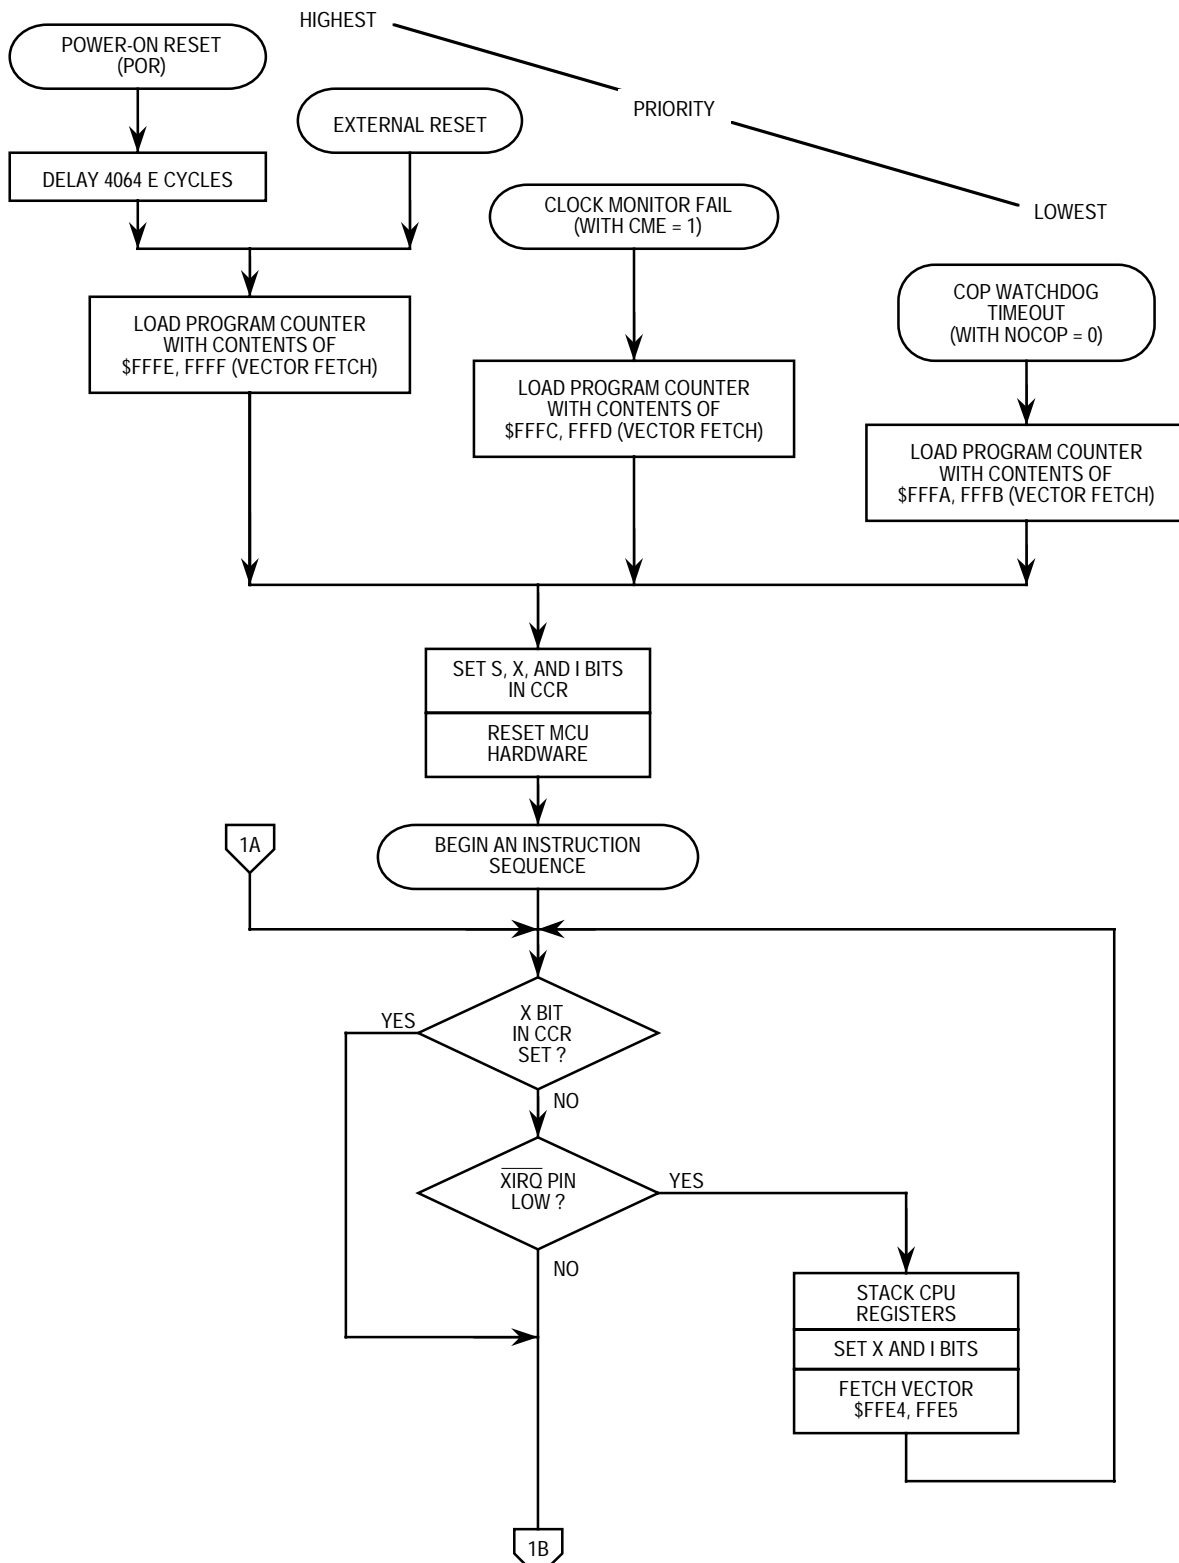 HIGHEST
POWER-ON RESET
(POR)
PRIORITY
EXTERNAL RESET
DELAY 4064 E CYCLES
CLOCK MONITOR FAIL
(WITH CME = 1)
LOWEST
COP WATCHDOG
TIMEOUT
(WITH NOCOP = 0)
LOAD PROGRAM COUNTER
WITH CONTENTS OF
$FFFE, FFFF (VECTOR FETCH)
LOAD PROGRAM COUNTER
WITH CONTENTS OF
$FFFC, FFFD (VECTOR FETCH)
LOAD PROGRAM COUNTER
WITH CONTENTS OF
$FFFA, FFFB (VECTOR FETCH)
SET S, X, AND I BITS
IN CCR
RESET MCU
HARDWARE
1A
BEGIN AN INSTRUCTION
SEQUENCE
X BIT
IN CCR
SET ?
YES
NO
XIRQ PIN
LOW ?
YES
NO
STACK CPU
REGISTERS
SET X AND I BITS
FETCH VECTOR
$FFE4, FFE5
1B